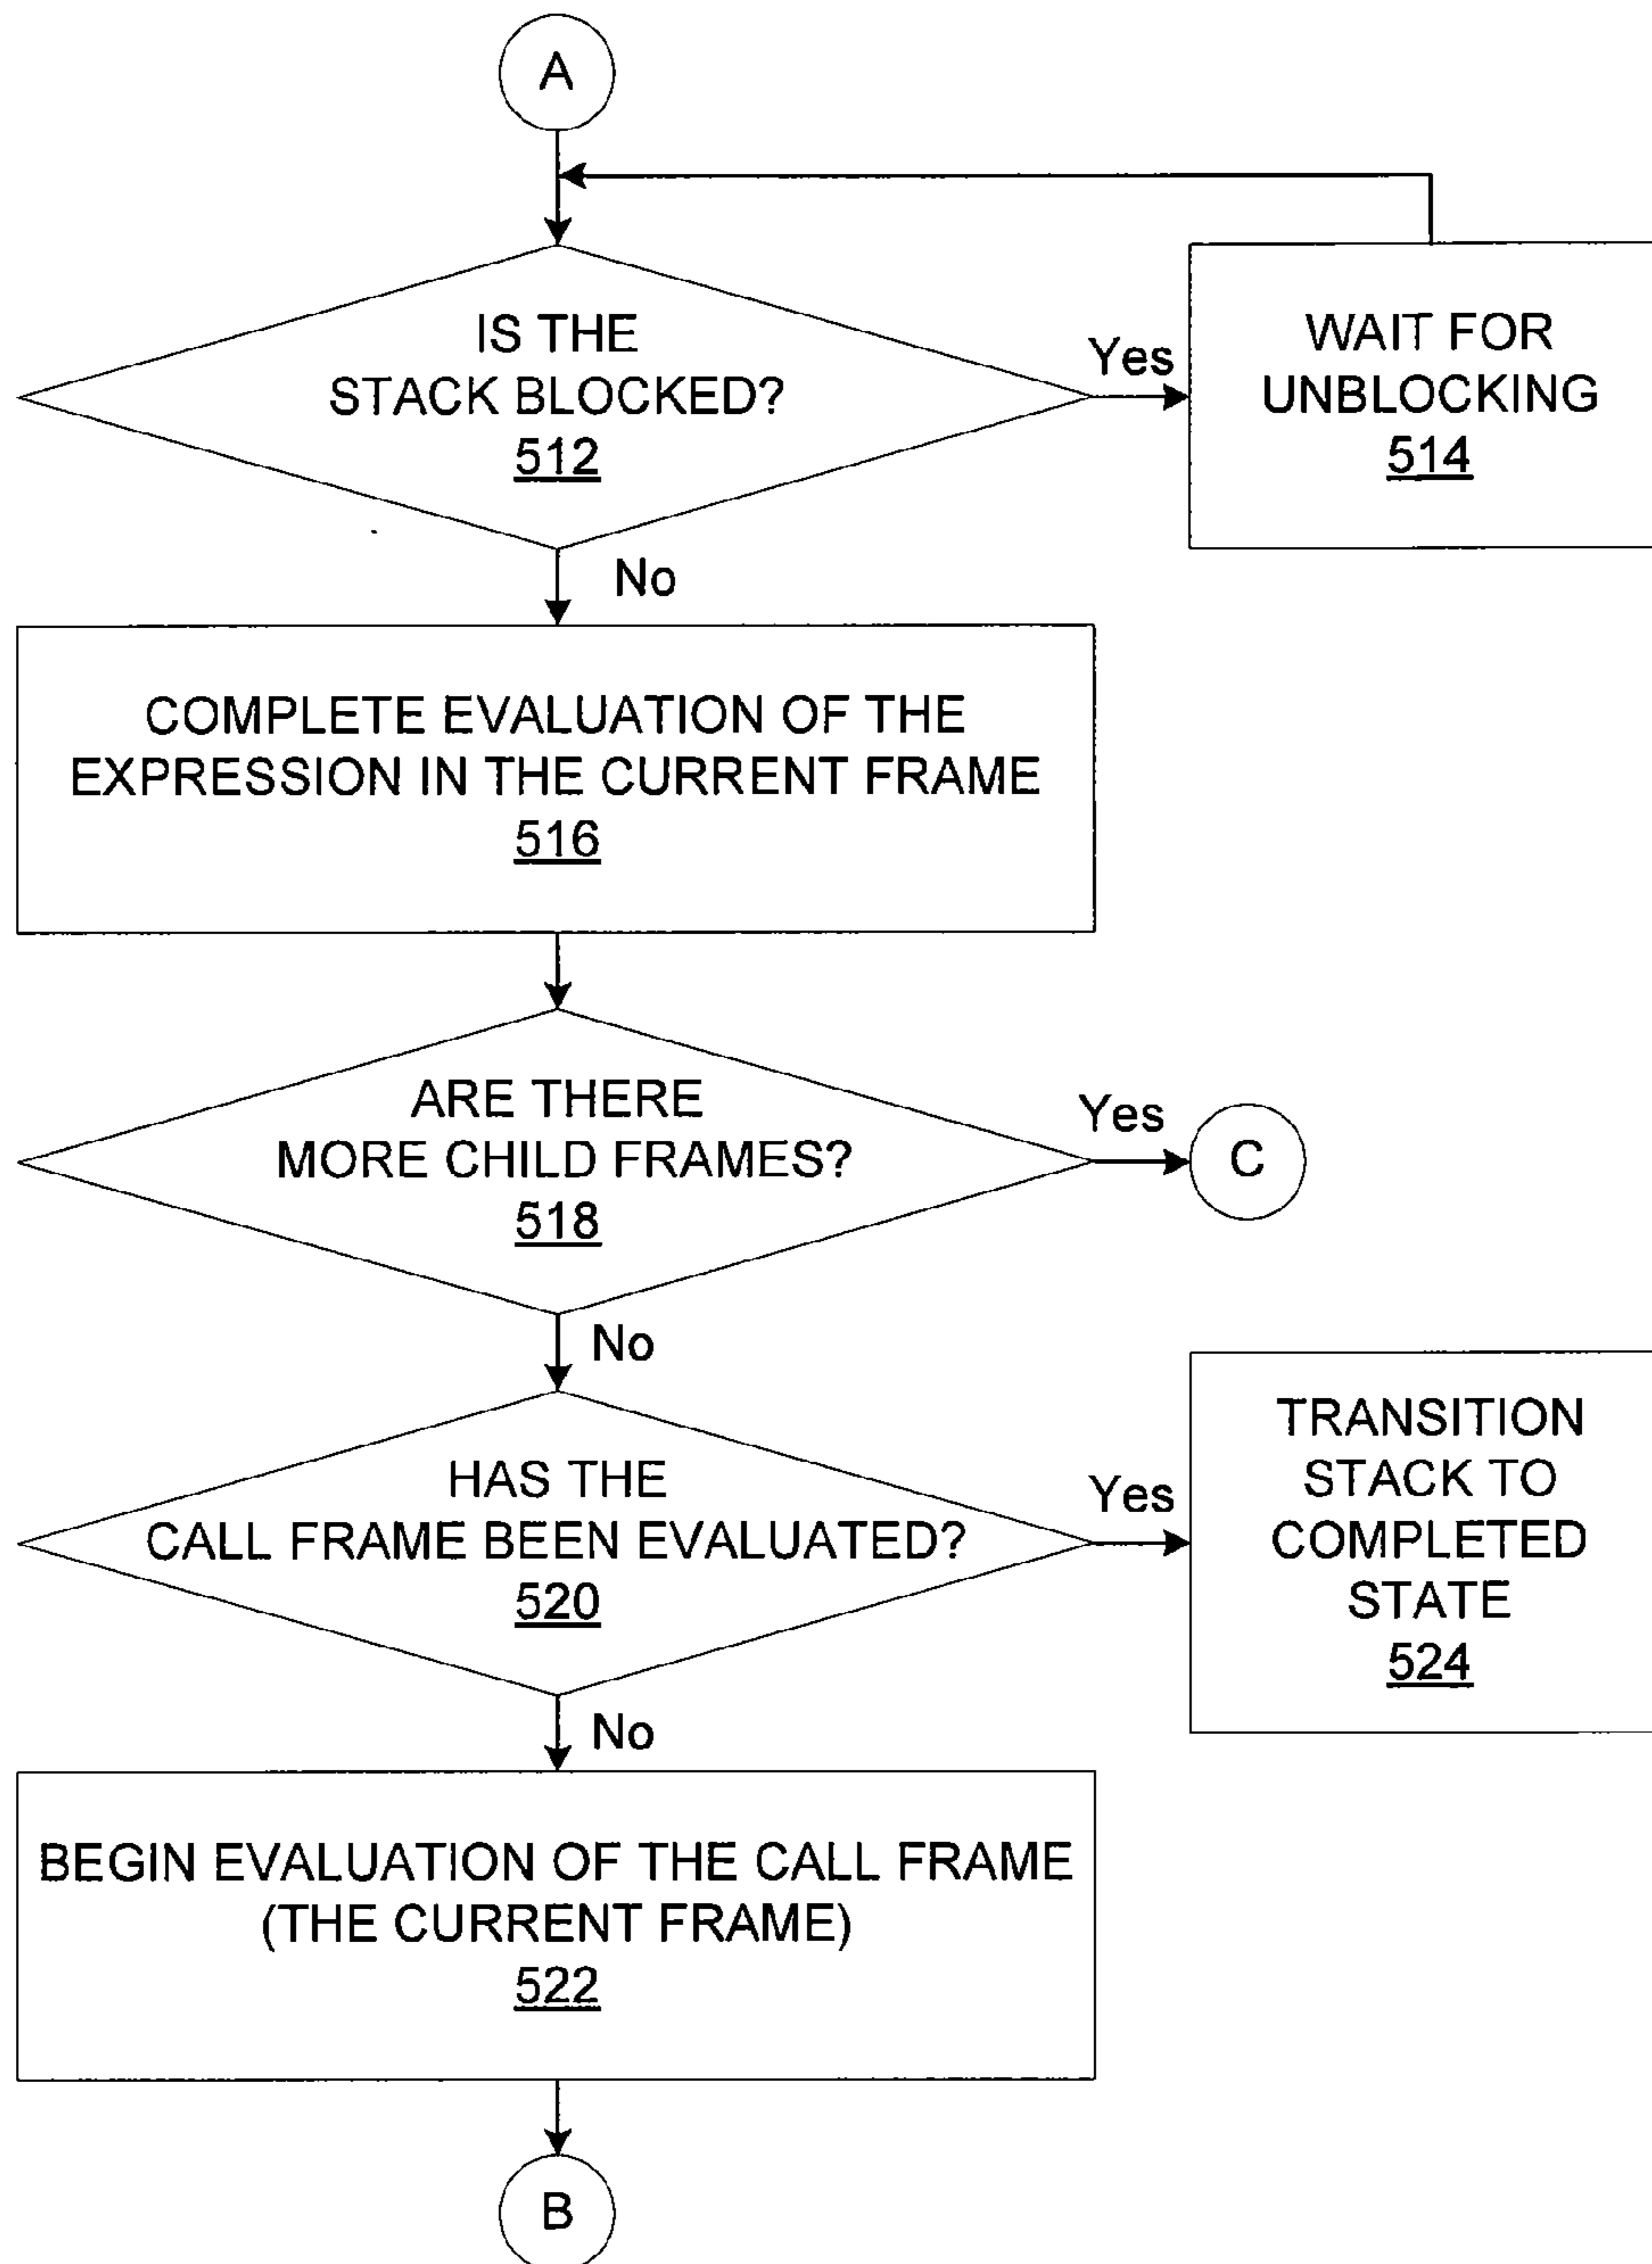 A
IS THE
STACK BLOCKED?
512
Yes
WAIT FOR
UNBLOCKING
514
No
COMPLETE EVALUATION OF THE
EXPRESSION IN THE CURRENT FRAME
516
ARE THERE
MORE CHILD FRAMES?
518
Yes
C
No
HAS THE
CALL FRAME BEEN EVALUATED?
520
Yes
TRANSITION
STACK TO
COMPLETED
STATE
524
No
BEGIN EVALUATION OF THE CALL FRAME
(THE CURRENT FRAME)
522
B